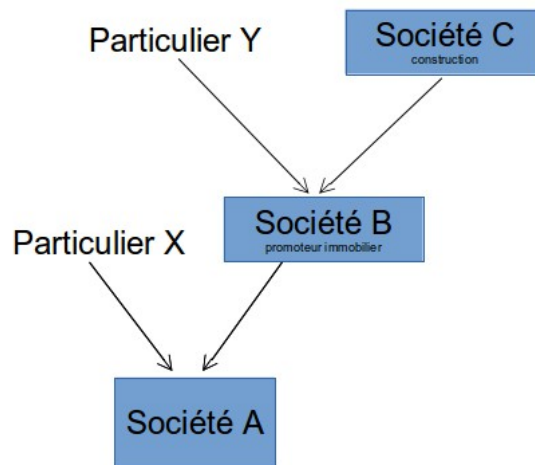 Particulier Y
Société C
construction
Société B
promoteur immobilier
Particulier X
Société A